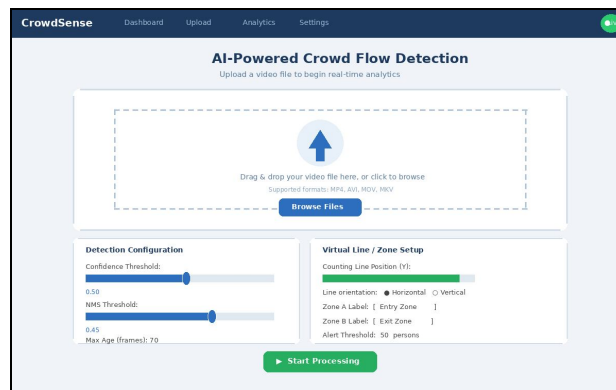 CrowdSense Dashboard Upload Analytics Settings
AI-Powered Crowd Flow Detection
Upload a video file to begin real-time analytics
Drag & drop your video file here, or click to browse
Supported formats: MP4, AVI, MOV, MKV
Browse Files
Detection Configuration
Confidence Threshold:
0.50
NMS Threshold:
0.45
Max Age (frames): 70
Virtual Line / Zone Setup
Counting Line Position (Y):
Line orientation: ● Horizontal ○ Vertical
Zone A Label: [ Entry Zone ]
Zone B Label: [ Exit Zone ]
Alert Threshold: 50 persons
▶ Start Processing